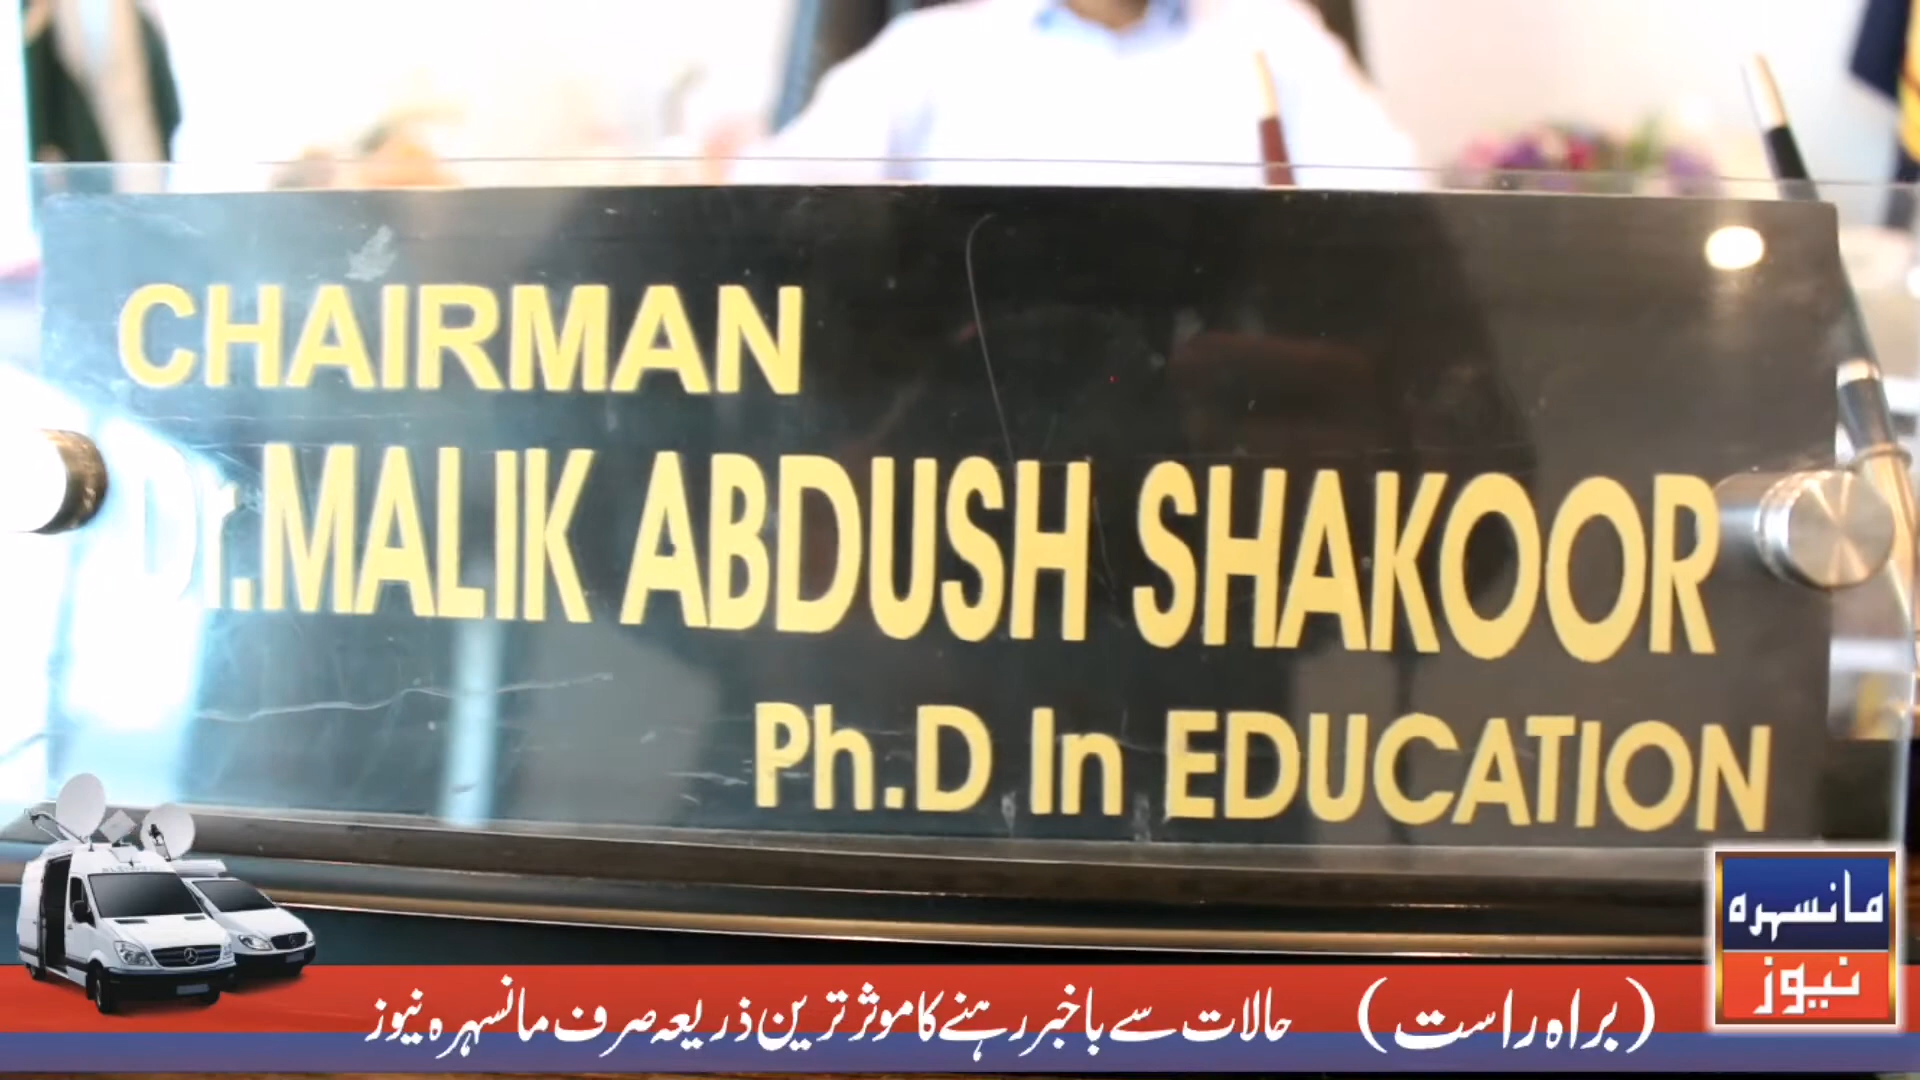 CHAIRMAN
Dr.MALIK ABDUSH SHAKOOR
Ph.D In EDUCATION
مانسہرہ
نیوز
(براہ راست) حالات سے باخبر رہنے کا موثر ترین ذریعہ صرف مانسہرہ نیوز